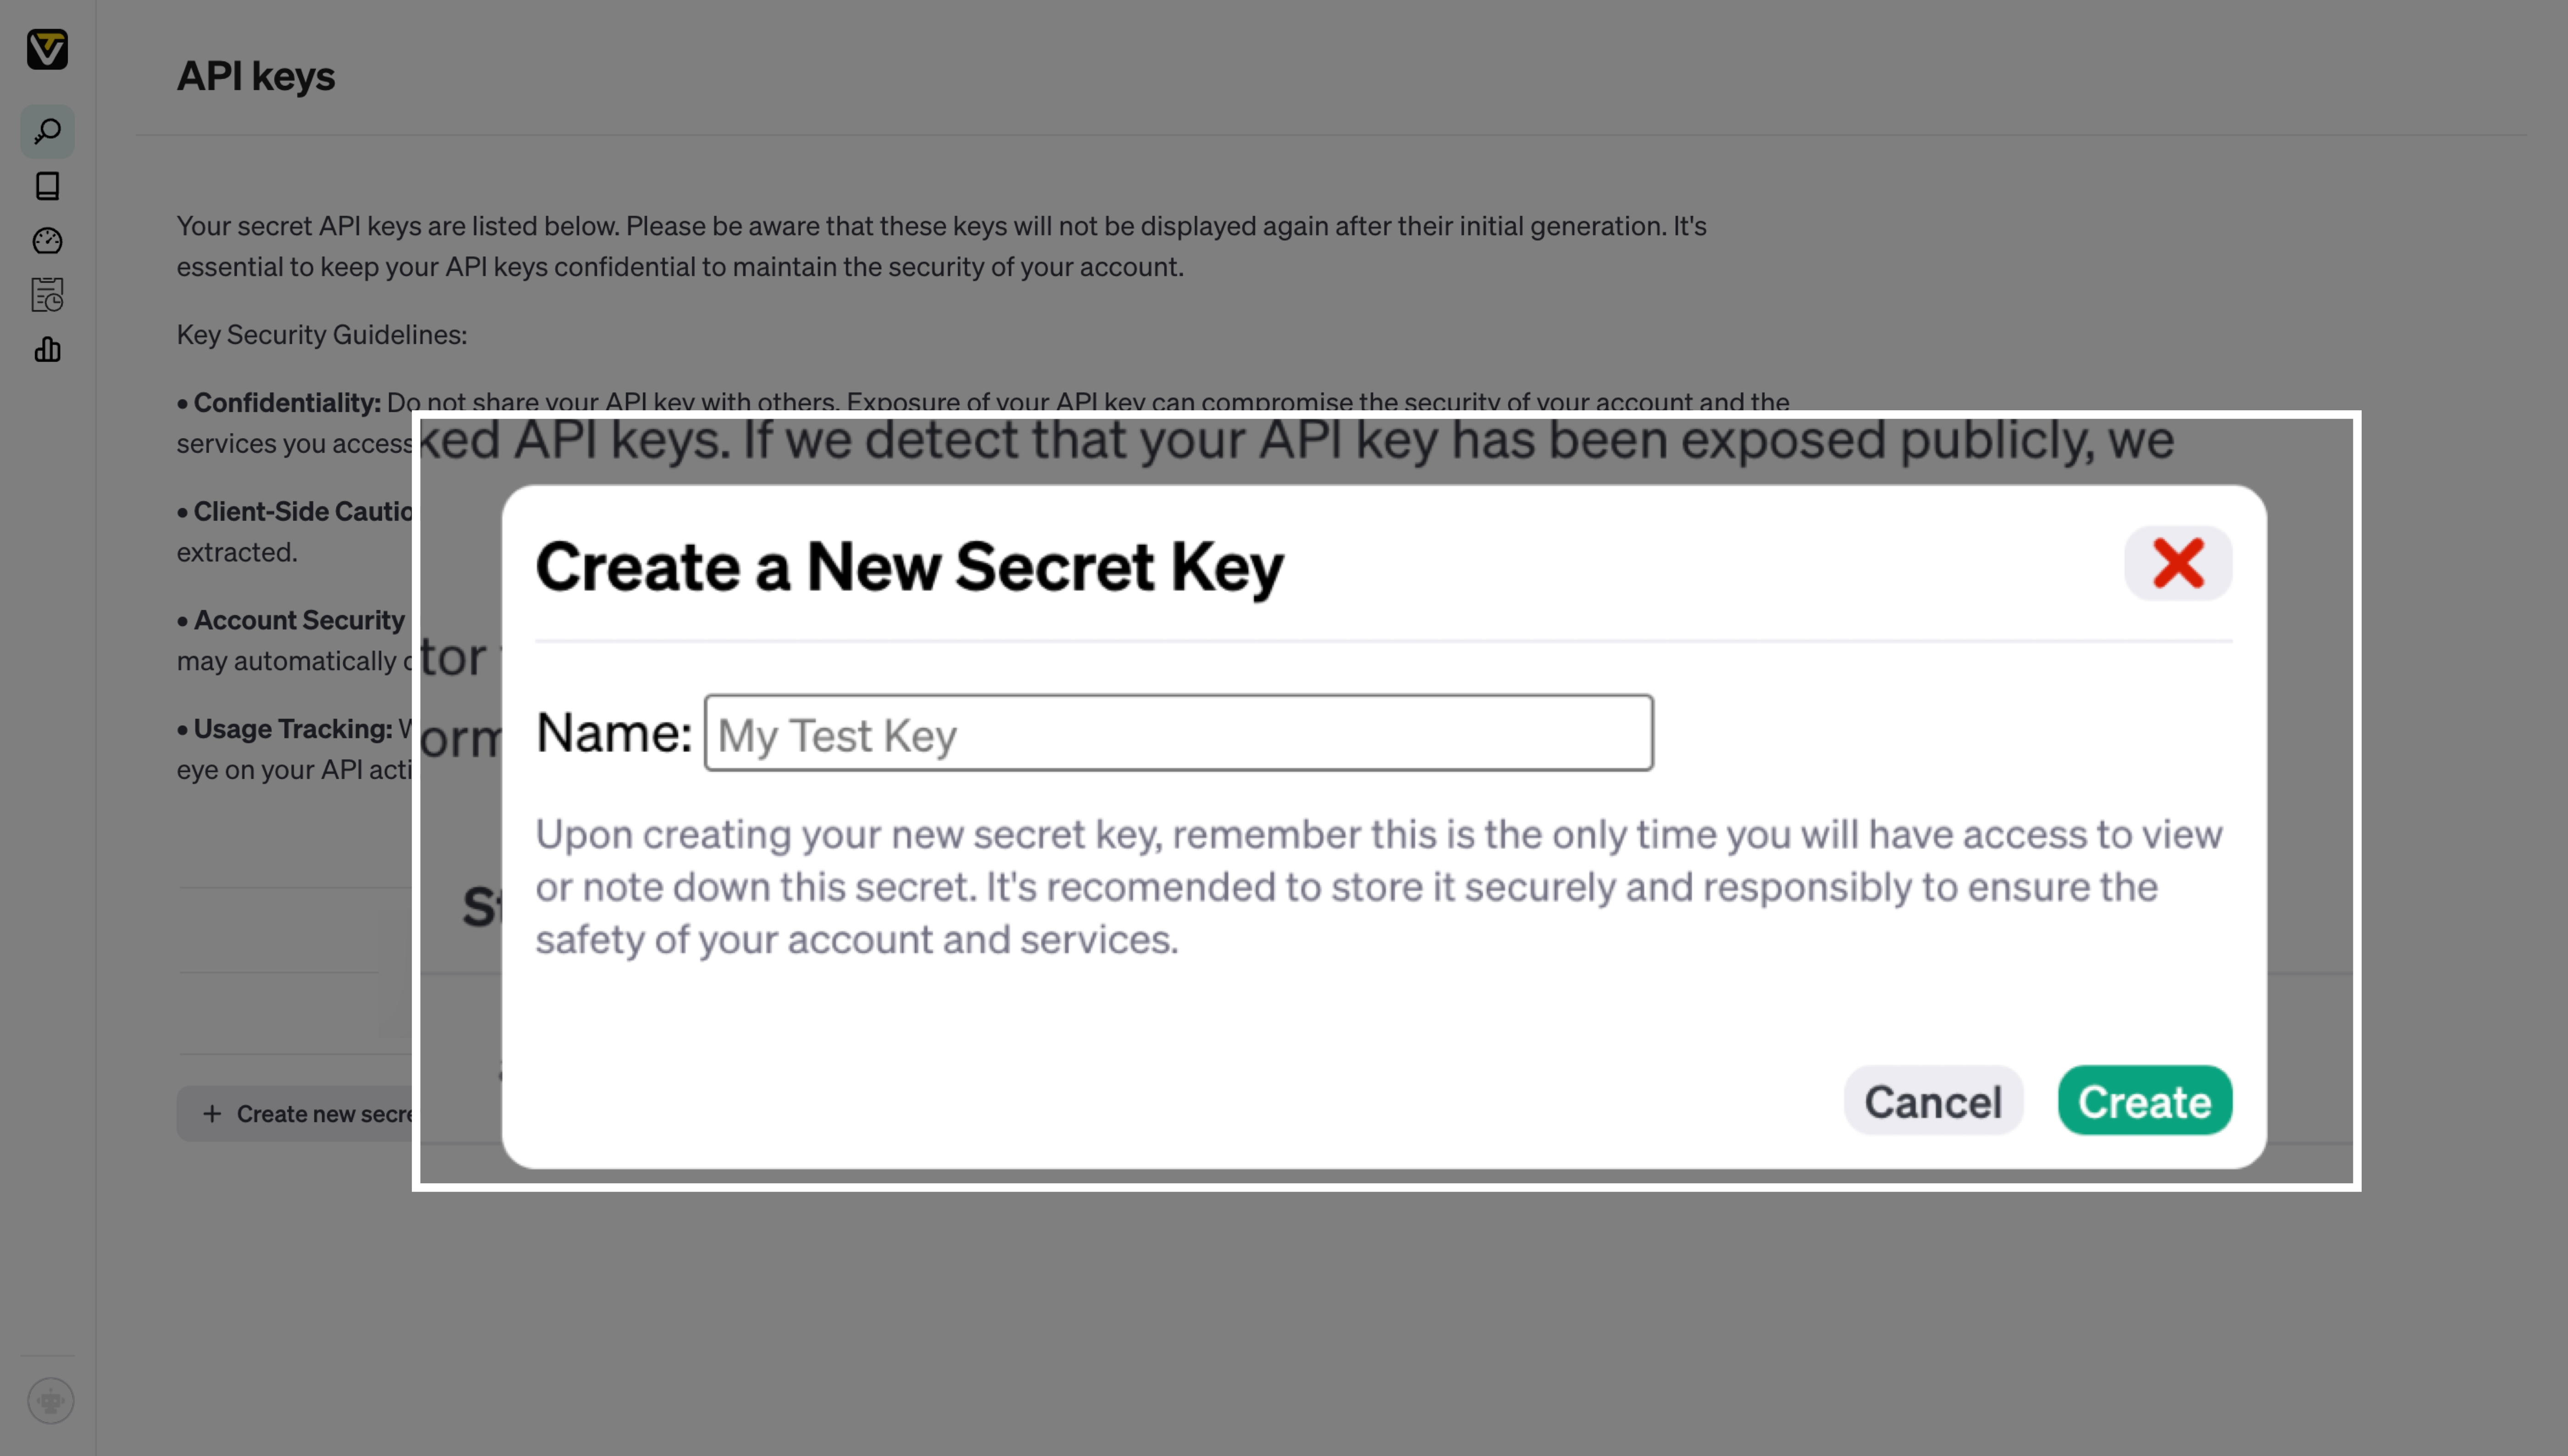 API keys
Your secret API keys are listed below. Please be aware that these keys will not be displayed again after their initial generation. It's
essential to keep your API keys confidential to maintain the security of your account.
Key Security Guidelines:
• Confidentiality: Do not share your API key with others. Exposure of your API key can compromise the security of your account and the
services you access
ked API keys. If we detect that your API key has been exposed publicly, we
• Client-Side Cautio
extracted.
Create a New Secret Key
• Account Security
may automatically
tor
• Usage Tracking:
orm
eye on your API acti
Name: My Test Key
Upon creating your new secret key, remember this is the only time you will have access to view
or note down this secret. It's recomended to store it securely and responsibly to ensure the
safety of your account and services.
Cancel Create
+ Create new secre